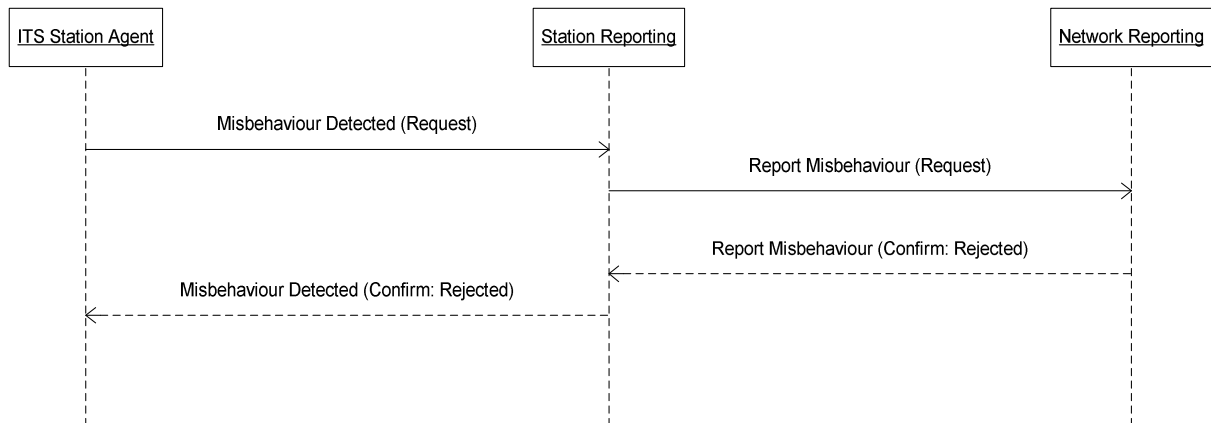 ITS Station Agent
Station Reporting
Network Reporting
Misbehaviour Detected (Request)
Report Misbehaviour (Request)
Report Misbehaviour (Confirm: Rejected)
Misbehaviour Detected (Confirm: Rejected)